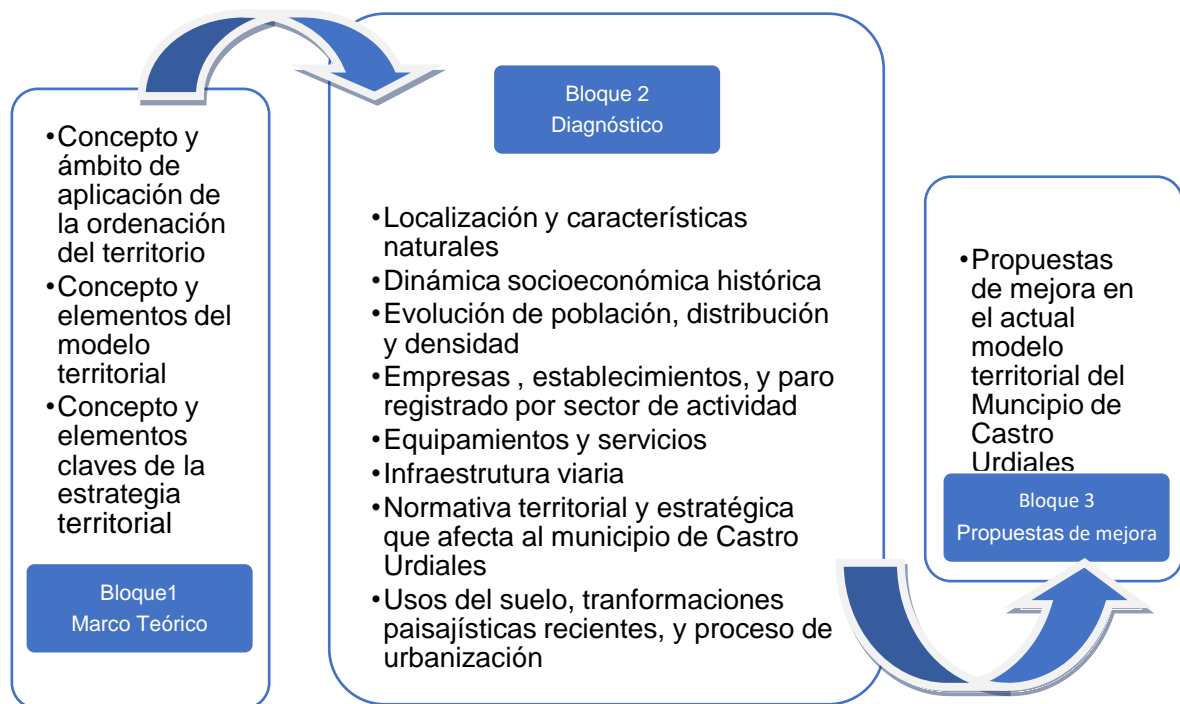 •Concepto y
ámbito de
aplicación de
la ordenación
del territorio
•Concepto y
elementos del
modelo
territorial
•Concepto y
elementos
claves de la
estrategia
territorial
Bloque1
Marco Teórico
Bloque 2
Diagnóstico
•Localización y características
naturales
•Dinámica socioeconómica histórica
•Evolución de población, distribución
y densidad
•Empresas , establecimientos, y paro
registrado por sector de actividad
•Equipamientos y servicios
•Infraestrutura viaria
•Normativa territorial y estratégica
que afecta al municipio de Castro
Urdiales
•Usos del suelo, tranformaciones
paisajísticas recientes, y proceso de
urbanización
•Propuestas
de mejora en
el actual
modelo
territorial del
Muncipio de
Castro
Urdiales
Bloque 3
Propuestas de mejora